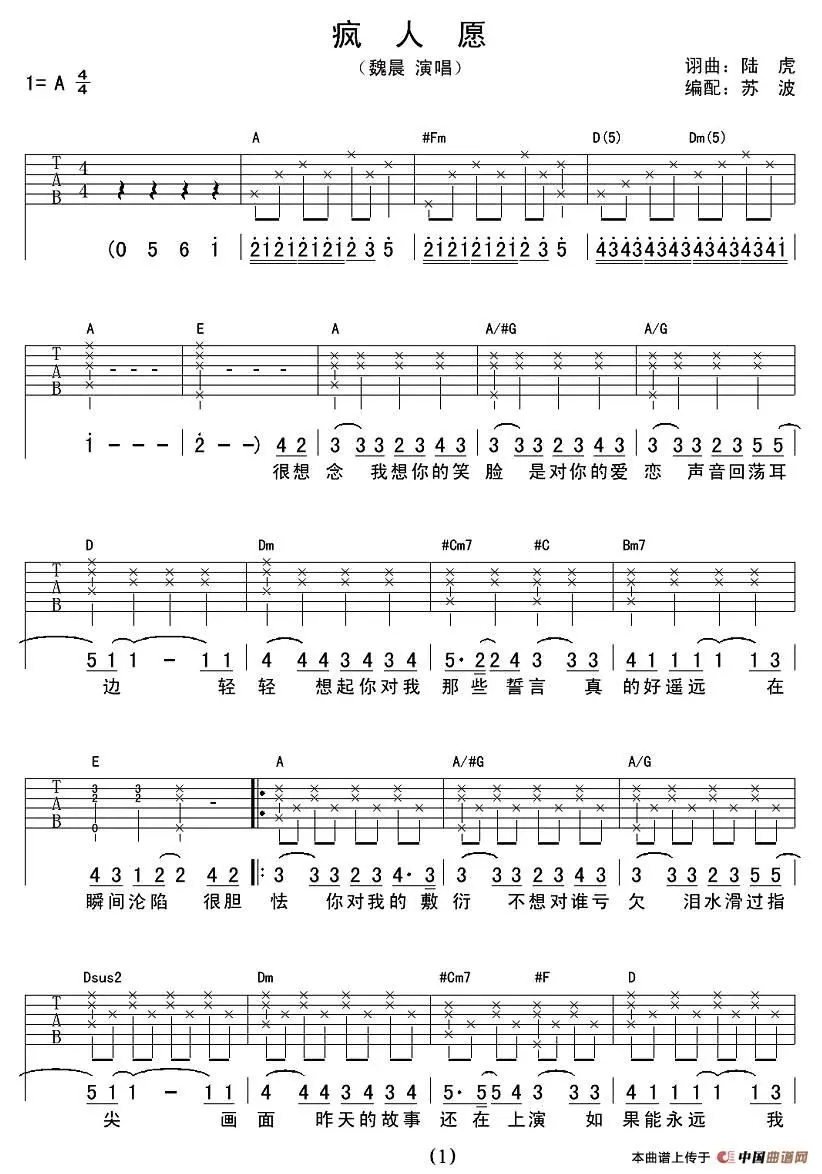 疯 人 愿
（魏晨 演唱）
1= A 4/4
诩曲：陆 虎
编配：苏 波
A #Fm D(5) Dm(5)
T A B 4 4
(0 5 6 i 2i2i2i2i2 3 5 2i2i2i2i2 3 5 4343434343434341
A E A A/#G A/G
T A B
i - - - 2 - -) 4 2 3 3 3 2 3 4 3 3 3 3 2 3 4 3 3 3 3 2 3 5 5
很想 念 我想你的笑 脸 是对你的爱 恋 声音回荡耳
D Dm #Cm7 #C Bm7
T A B
5 1 1 - 1 1 4 4 4 3 4 3 4 5· 2 2 4 3 3 3 4 1 1 1 1 1 3
边 轻 轻 想起你对我 那些誓言 真 的好遥远 在
E A A/#G A/G
T A B 3 2 0 3 2
4 3 1 2 2 4 2 3 3 3 3 2 3 4· 3 3 3 3 2 3 4 3 3 3 3 2 3 5 5
瞬间沦陷 很胆 怯 你对我的敷 衍 不想对谁亏 欠 泪水滑过指
Dsus2 Dm #Cm7 #F D
T A B
5 1 1 - 1 1 4 4 4 3 4 3 4 5· 5 5 4 3 3 3 4 1 1 1 1 1 3
尖 画 面 昨天的故事 还在上演 如 果能永远 我
(1)
本曲谱上传于 中国曲谱网